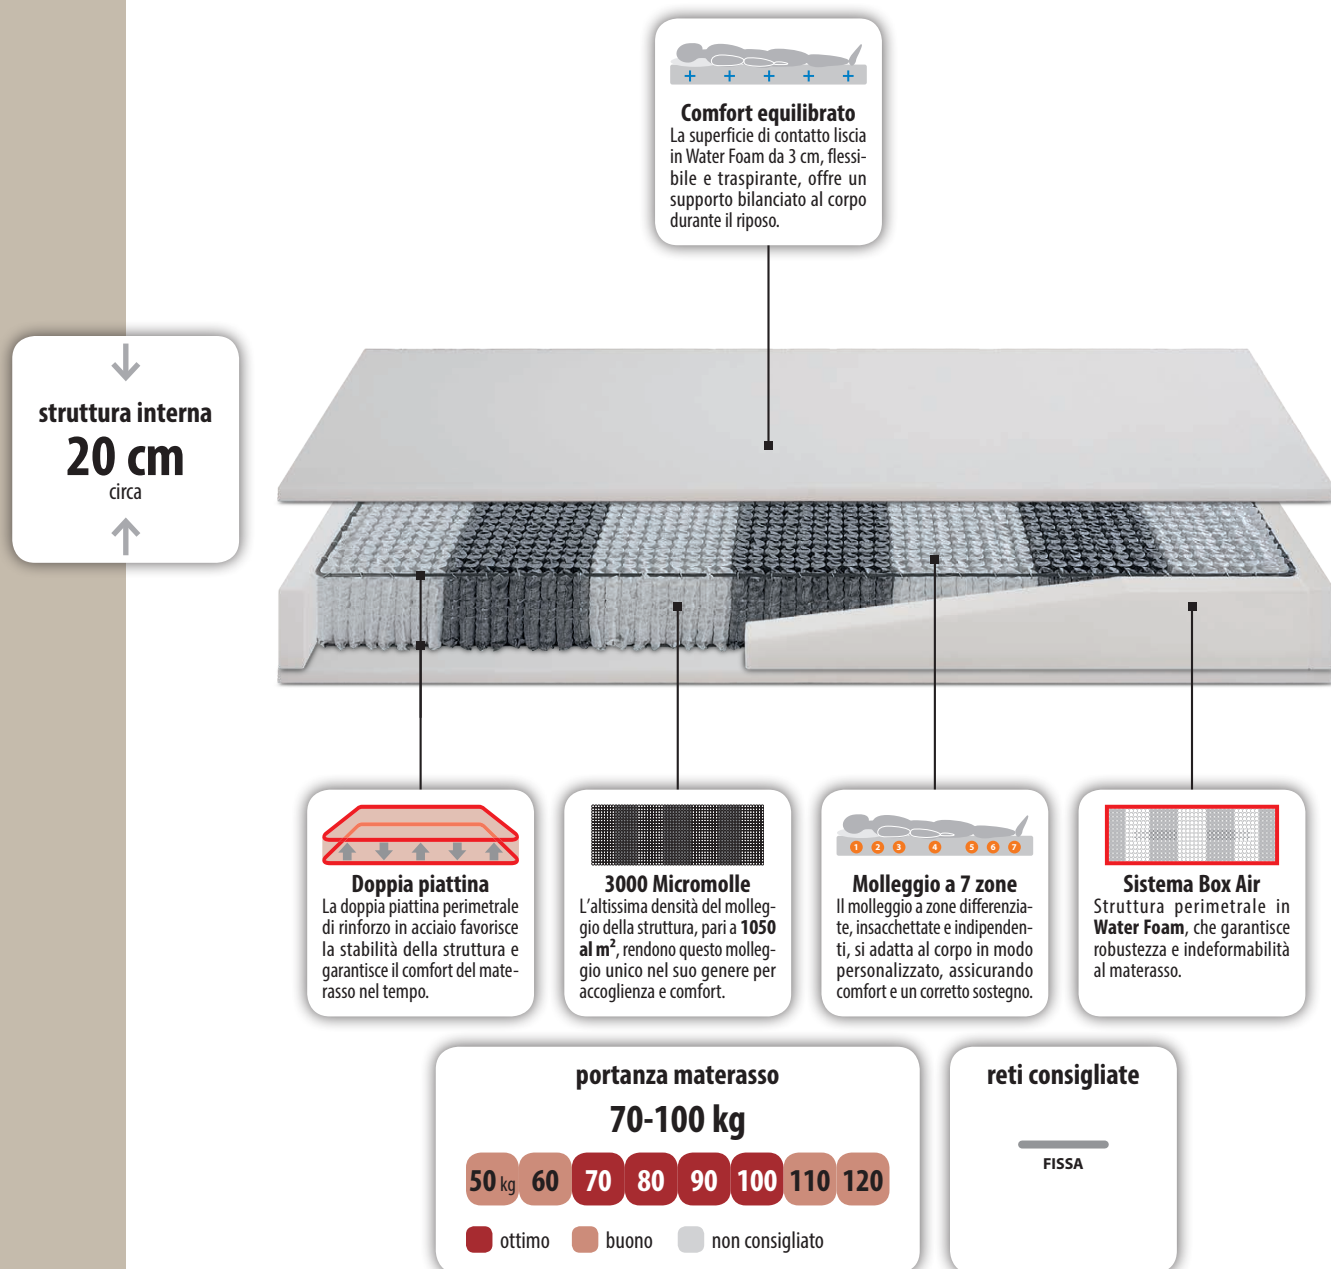 Comfort equilibrato
La superficie di contatto liscia
in Water Foam da 3 cm, flessi-
bile e traspirante, offre un
supporto bilanciato al corpo
durante il riposo.
struttura interna
20 cm
circa
Doppia piattina
La doppia piattina perimetrale
di rinforzo in acciaio favorisce
la stabilità della struttura e
garantisce il comfort del mate-
rasso nel tempo.
3000 Micromolle
L'altissima densità del molleg-
gio della struttura, pari a 1050
al m², rendono questo molleg-
gio unico nel suo genere per
accoglienza e comfort.
1 2 3 4 5 6 7
Molleggio a 7 zone
Il molleggio a zone differenzia-
te, insacchettate e indipenden-
ti, si adatta al corpo in modo
personalizzato, assicurando
comfort e un corretto sostegno.
Sistema Box Air
Struttura perimetrale in
Water Foam, che garantisce
robustezza e indeformabilità
al materasso.
portanza materasso
70-100 kg
50 kg 60 70 80 90 100 110 120
ottimo buono non consigliato
reti consigliate
FISSA